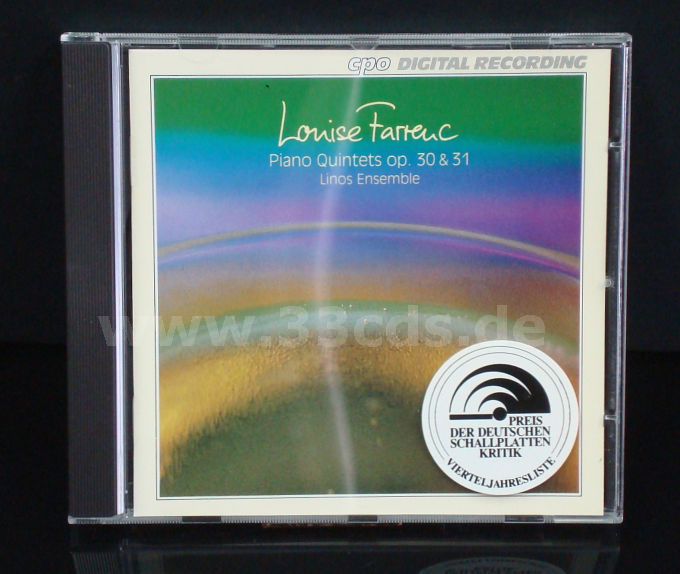 cpo DIGITAL RECORDING
Louise Farrenc
Piano Quintets op. 30 & 31
Linos Ensemble
www.33cds.de
PREIS
DER DEUTSCHEN
SCHALLPLATTEN
KRITIK
VIERTELJAHRESLISTE